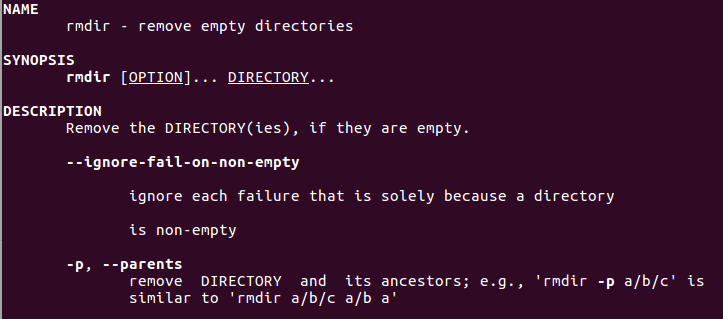 NAME
rmdir - remove empty directories
SYNOPSIS
rmdir [OPTION]... DIRECTORY...
DESCRIPTION
Remove the DIRECTORY(ies), if they are empty.
--ignore-fail-on-non-empty
ignore each failure that is solely because a directory
is non-empty
-p, --parents
remove DIRECTORY and its ancestors; e.g., 'rmdir -p a/b/c' is
similar to 'rmdir a/b/c a/b a'